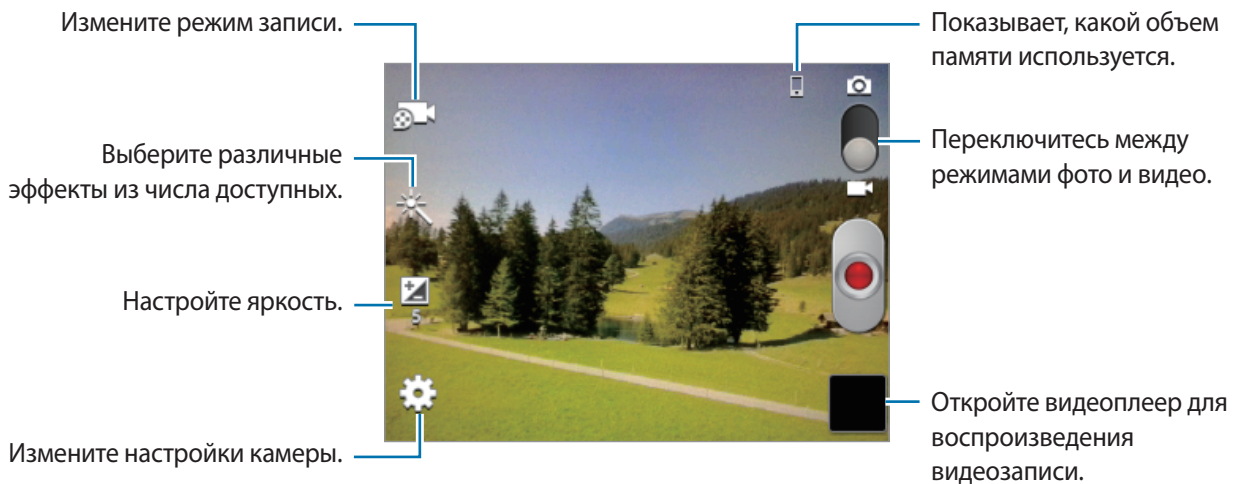 Измените режим записи.
Выберите различные
эффекты из числа доступных.
Настройте яркость.
5
Измените настройки камеры.
Показывает, какой объем
памяти используется.
Переключитесь между
режимами фото и видео.
Откройте видеоплеер для
воспроизведения
видеозаписи.